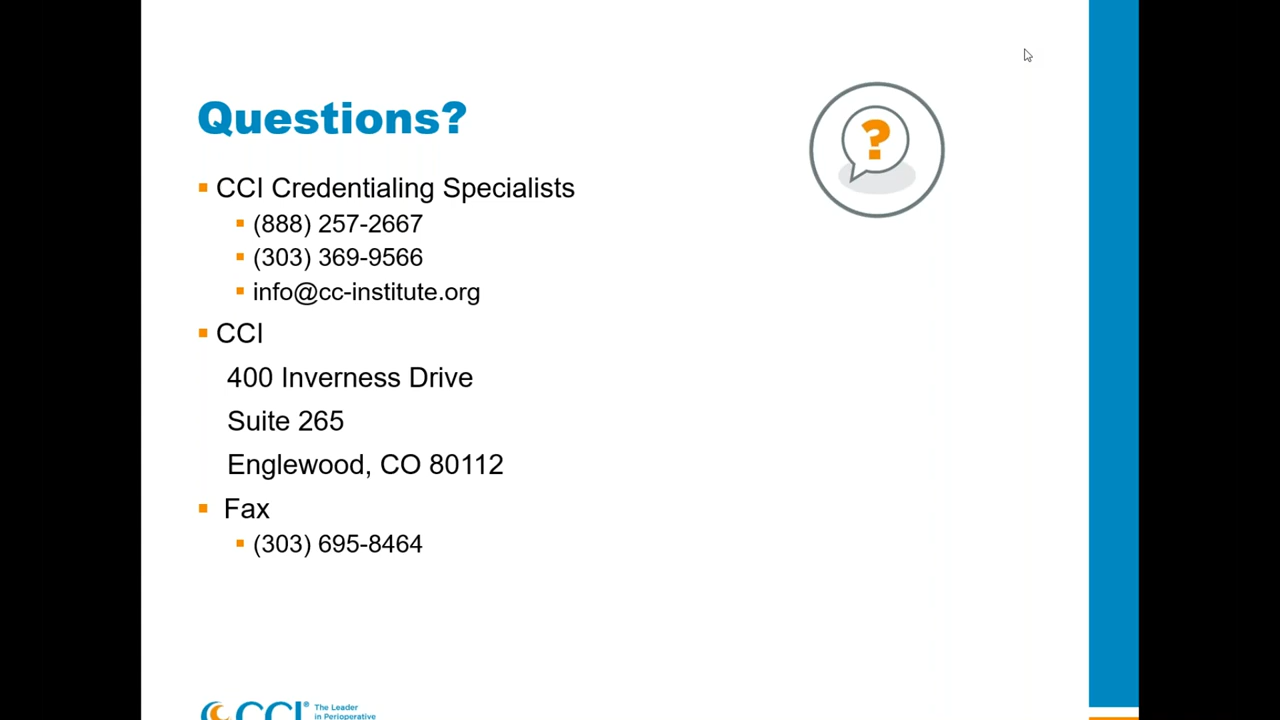 Questions?
?
CCI Credentialing Specialists
(888) 257-2667
(303) 369-9566
info@cc-institute.org
CCI
400 Inverness Drive
Suite 265
Englewood, CO 80112
Fax
(303) 695-8464
CCI® The Leader
in Perioperative